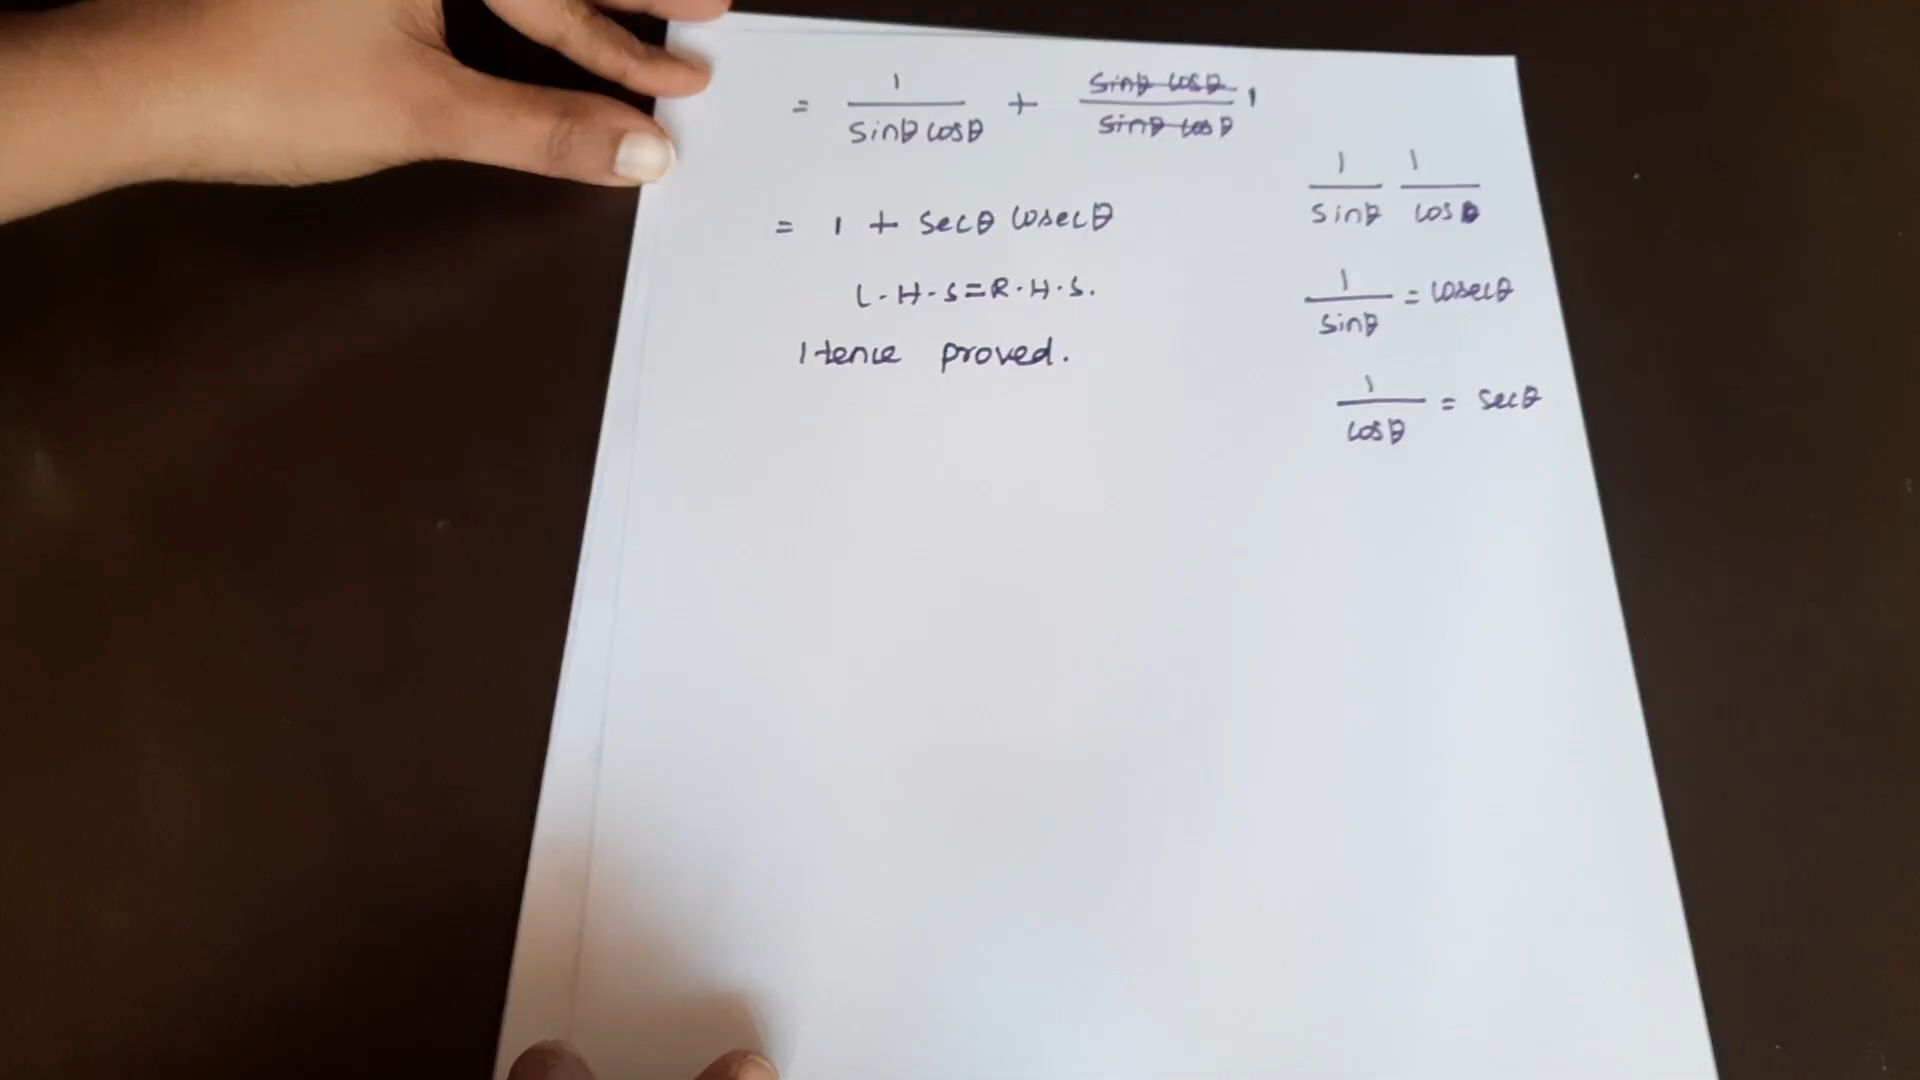 = 1/(sinθ cosθ) + (sinθ cosθ)/(sinθ cosθ) 1
= 1 + secθ cosecθ
L.H.S=R.H.S.
Hence proved.
1/sinθ 1/cosθ
1/sinθ = cosecθ
1/cosθ = secθ